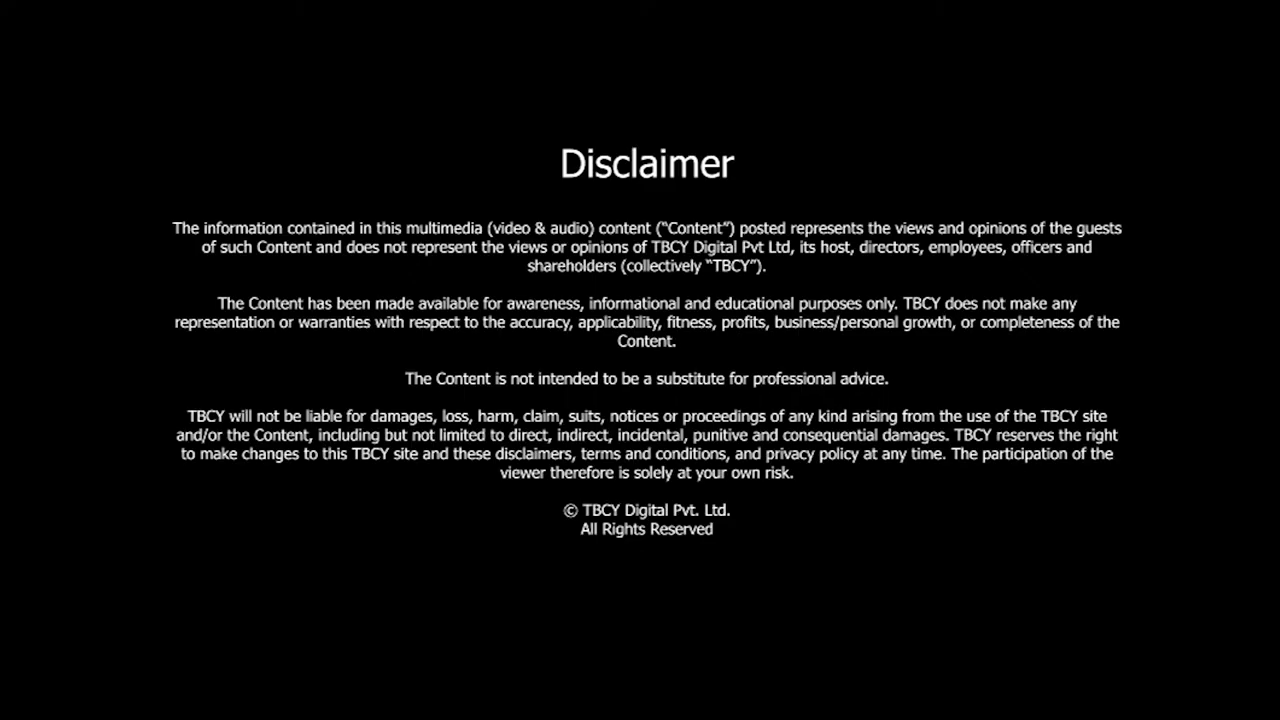 Disclaimer
The information contained in this multimedia (video & audio) content (“Content”) posted represents the views and opinions of the guests
of such Content and does not represent the views or opinions of TBCY Digital Pvt Ltd, its host, directors, employees, officers and
shareholders (collectively “TBCY”).
The Content has been made available for awareness, informational and educational purposes only. TBCY does not make any
representation or warranties with respect to the accuracy, applicability, fitness, profits, business/personal growth, or completeness of the
Content.
The Content is not intended to be a substitute for professional advice.
TBCY will not be liable for damages, loss, harm, claim, suits, notices or proceedings of any kind arising from the use of the TBCY site
and/or the Content, including but not limited to direct, indirect, incidental, punitive and consequential damages. TBCY reserves the right
to make changes to this TBCY site and these disclaimers, terms and conditions, and privacy policy at any time. The participation of the
viewer therefore is solely at your own risk.
© TBCY Digital Pvt. Ltd.
All Rights Reserved